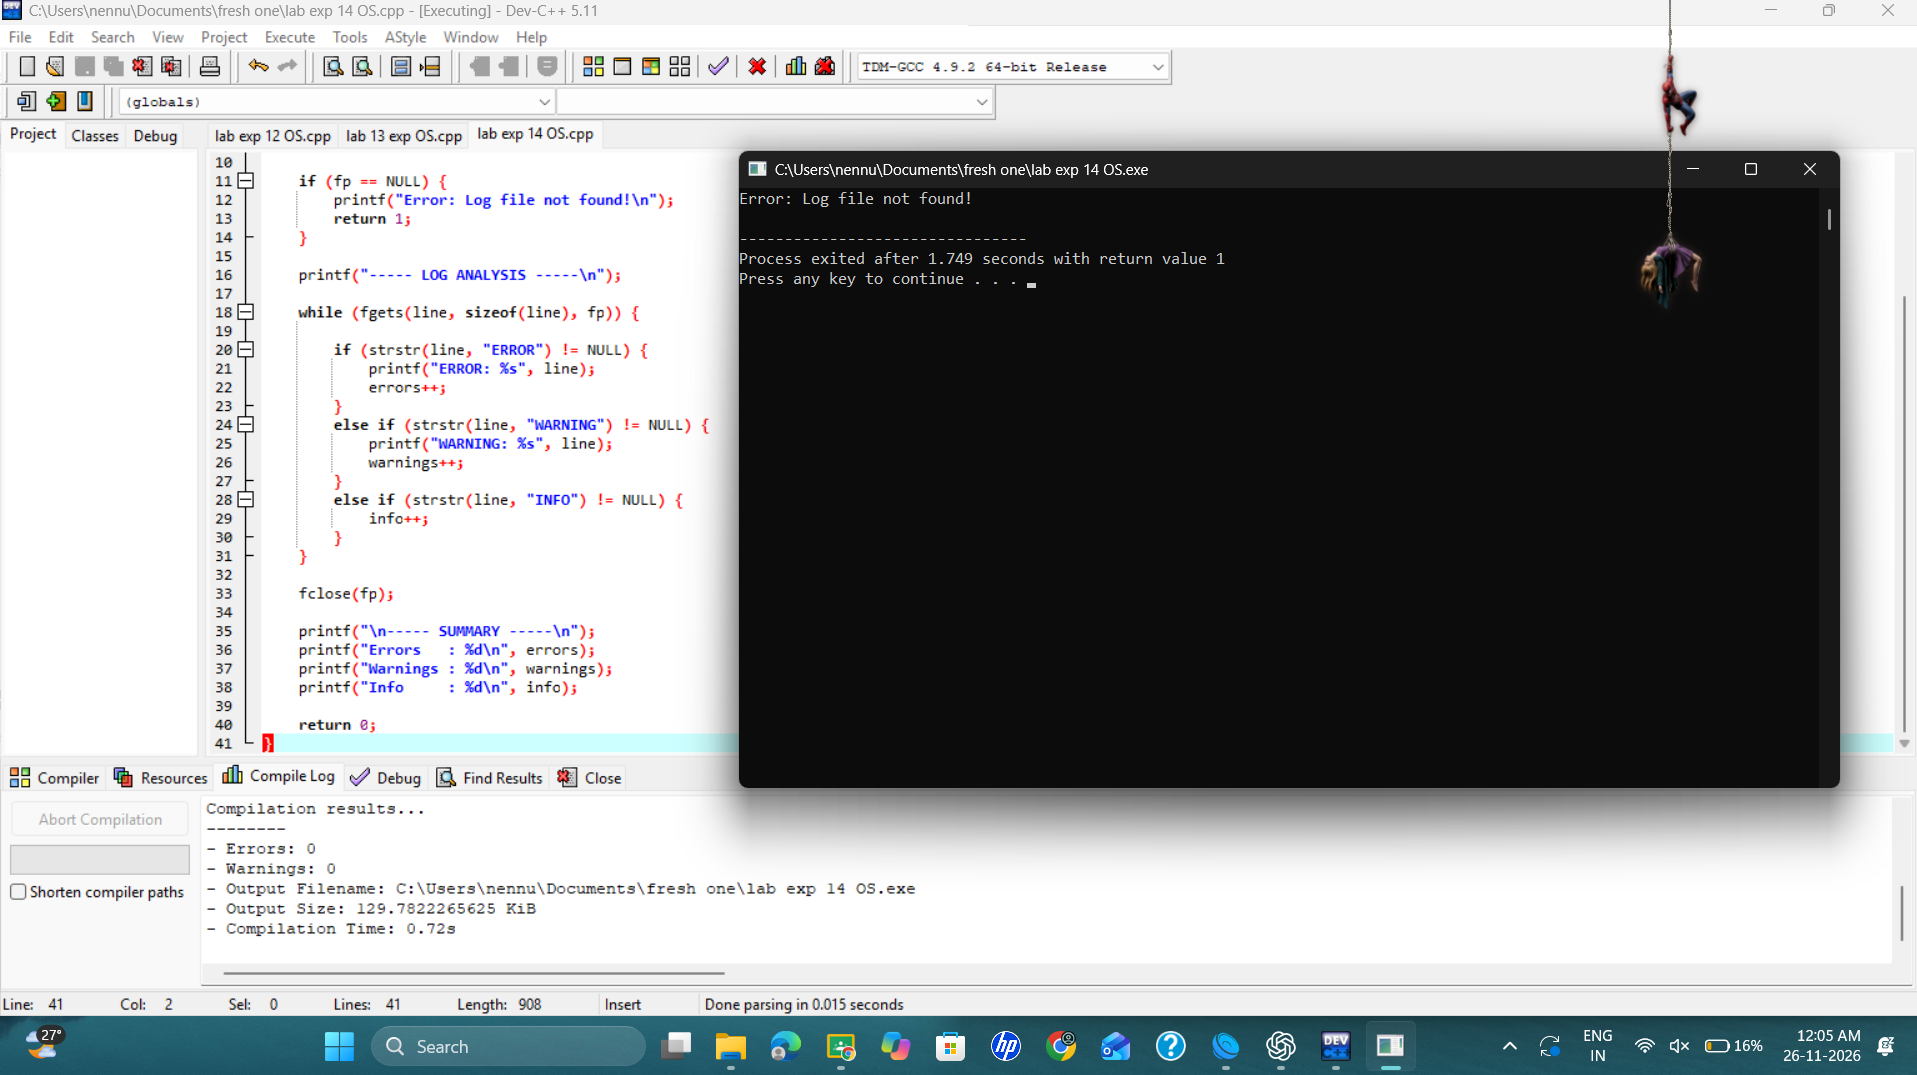 C:\Users\nennu\Documents\fresh one\lab exp 14 OS.cpp - [Executing] - Dev-C++ 5.11
File Edit Search View Project Execute Tools AStyle Window Help
TDM-GCC 4.9.2 64-bit Release
(globals)
Project Classes Debug
lab exp 12 OS.cpp lab 13 exp OS.cpp lab exp 14 OS.cpp
10
11 if (fp == NULL) {
12 printf("Error: Log file not found!\n");
13 return 1;
14 }
15
16 printf("----- LOG ANALYSIS -----\n");
17
18 while (fgets(line, sizeof(line), fp)) {
19
20 if (strstr(line, "ERROR") != NULL) {
21 printf("ERROR: %s", line);
22 errors++;
23 }
24 else if (strstr(line, "WARNING") != NULL) {
25 printf("WARNING: %s", line);
26 warnings++;
27 }
28 else if (strstr(line, "INFO") != NULL) {
29 info++;
30 }
31 }
32
33 fclose(fp);
34
35 printf("\n----- SUMMARY -----\n");
36 printf("Errors   : %d\n", errors);
37 printf("Warnings : %d\n", warnings);
38 printf("Info     : %d\n", info);
39
40 return 0;
41 }
C:\Users\nennu\Documents\fresh one\lab exp 14 OS.exe
Error: Log file not found!
--------------------------------
Process exited after 1.749 seconds with return value 1
Press any key to continue . . .
Compiler Resources Compile Log Debug Find Results Close
Abort Compilation
Shorten compiler paths
Compilation results...
--------
- Errors: 0
- Warnings: 0
- Output Filename: C:\Users\nennu\Documents\fresh one\lab exp 14 OS.exe
- Output Size: 129.7822265625 KiB
- Compilation Time: 0.72s
Line: 41 Col: 2 Sel: 0 Lines: 41 Length: 908 Insert Done parsing in 0.015 seconds
27°
Search
hp
DEV C++
ENG
IN
16%
12:05 AM
26-11-2026